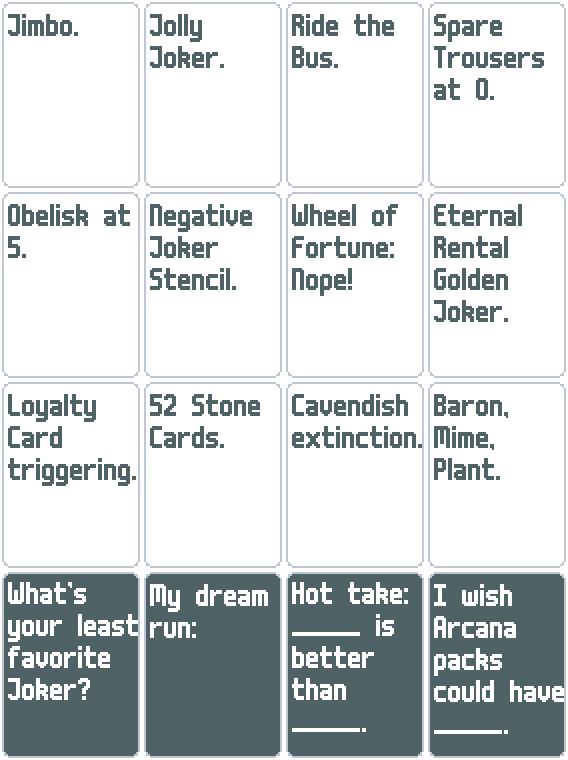 Jimbo.
Jolly
Joker.
Ride the
Bus.
Spare
Trousers
at 0.
Obelisk at
5.
Negative
Joker
Stencil.
Wheel of
Fortune:
Nope!
Eternal
Rental
Golden
Joker.
Loyalty
Card
triggering.
52 Stone
Cards.
Cavendish
extinction.
Baron,
Mime,
Plant.
What's
your least
favorite
Joker?
My dream
run:
Hot take:
_____ is
better
than
_____.
I wish
Arcana
packs
could have
_____.